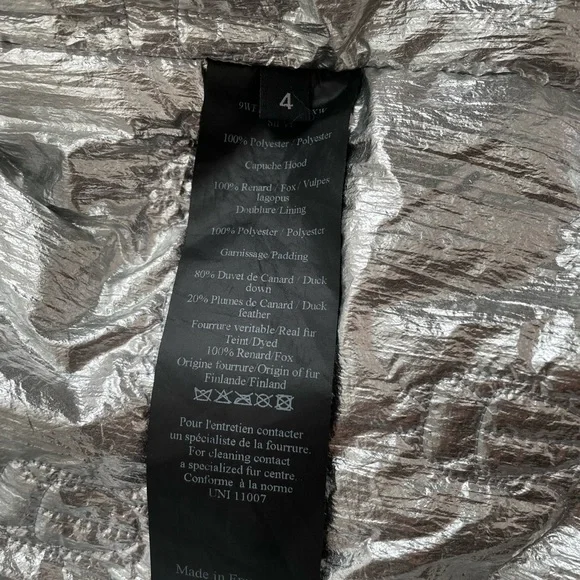 4
100% Polyester / Polyester
Capuche/Hood
100% Renard / Fox / Vulpes
lagopus
Doublure/Lining
100% Polyester / Polyester
Garnissage/Padding
80% Duvet de Canard / Duck
down
20% Plumes de Canard / Duck
feather
Fourrure veritable/Real fur
Teint/Dyed
100% Renard/Fox
Origine fourrure/Origin of fur
Finlande/Finland
Pour l'entretien contacter
un spécialiste de la fourrure.
For cleaning contact
a specialized fur centre.
Conforme à la norme
UNI 11007
Made in